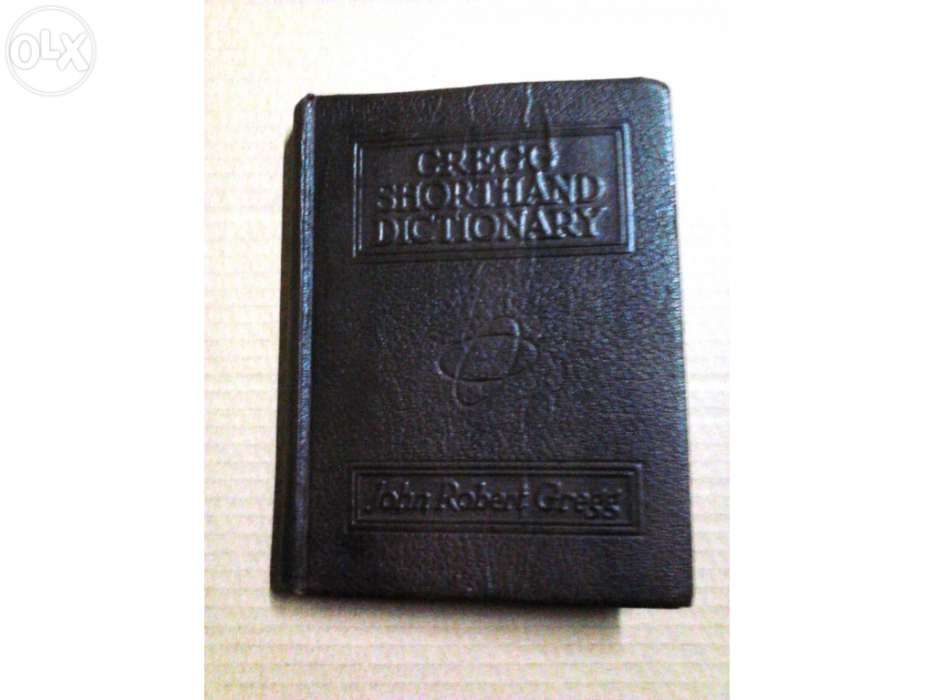 OLX
GREGG
SHORTHAND
DICTIONARY
John Robert Gregg